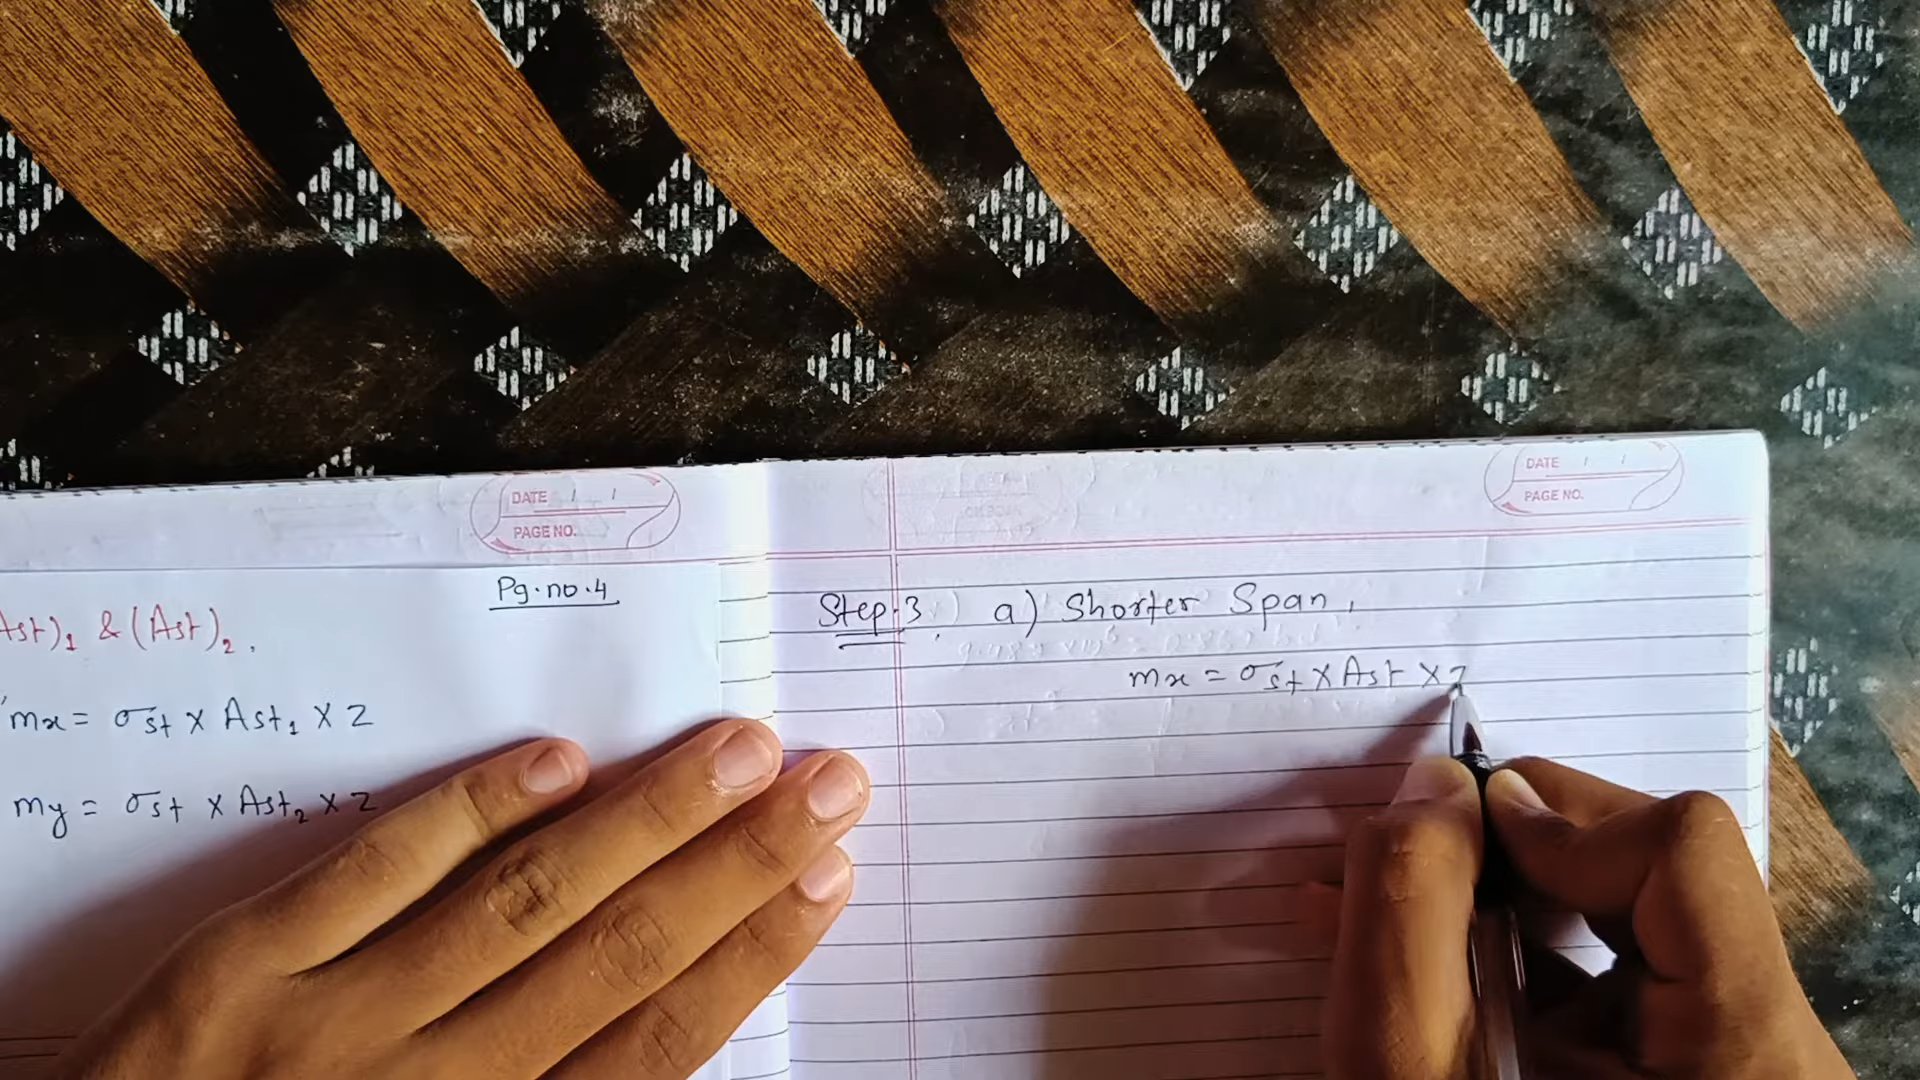 DATE / /
PAGE NO.
Pg.no.4
Ast)₁ & (Ast)₂.
mx = σst × Ast₁ × z
my = σst × Ast₂ × z
DATE / /
PAGE NO.
Step.3. a) Shorter Span,
mx = σst × Ast × z